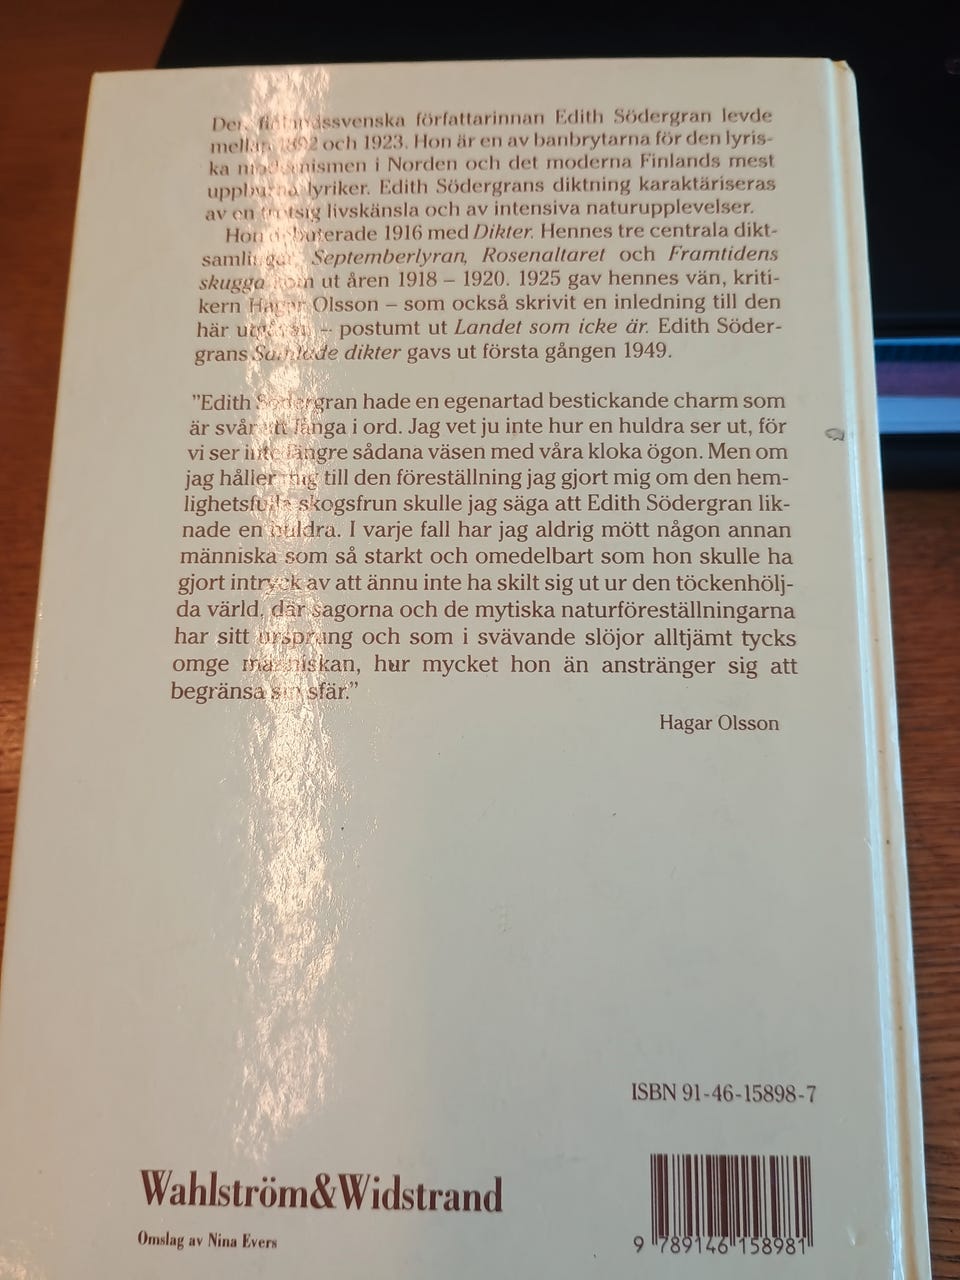 Den finlandssvenska författarinnan Edith Södergran levde
mellan 1892 och 1923. Hon är en av banbrytarna för den lyris-
ka modernismen i Norden och det moderna Finlands mest
uppburna lyriker. Edith Södergrans diktning karaktäriseras
av en trotsig livskänsla och av intensiva naturupplevelser.
Hon debuterade 1916 med Dikter. Hennes tre centrala dikt-
samlingar, Septemberlyran, Rosenaltaret och Framtidens
skugga kom ut åren 1918 – 1920. 1925 gav hennes vän, kriti-
kern Hagar Olsson – som också skrivit en inledning till den
här utgåvan – postumt ut Landet som icke är. Edith Söder-
grans Samlade dikter gavs ut första gången 1949.
”Edith Södergran hade en egenartad bestickande charm som
är svår att fånga i ord. Jag vet ju inte hur en huldra ser ut, för
vi ser inte längre sådana väsen med våra kloka ögon. Men om
jag håller mig till den föreställning jag gjort mig om den hem-
lighetsfulla skogsfrun skulle jag säga att Edith Södergran lik-
nade en huldra. I varje fall har jag aldrig mött någon annan
människa som så starkt och omedelbart som hon skulle ha
gjort intryck av att ännu inte ha skilt sig ut ur den töckenhölj-
da värld, där sagorna och de mytiska naturföreställningarna
har sitt ursprung och som i svävande slöjor alltjämt tycks
omge människan, hur mycket hon än anstränger sig att
begränsa sin sfär.”
Hagar Olsson
ISBN 91-46-15898-7
Wahlström&Widstrand
Omslag av Nina Evers
9 789146 158981